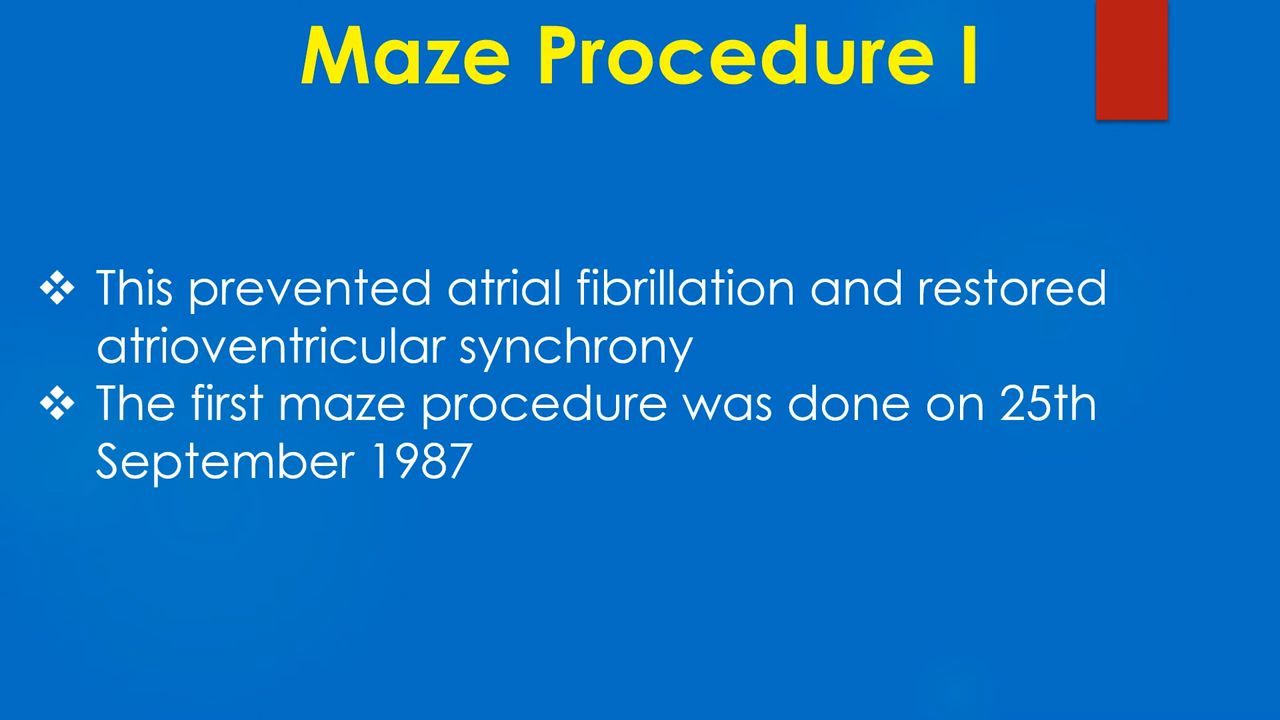 Maze Procedure I
❖ This prevented atrial fibrillation and restored
atrioventricular synchrony
❖ The first maze procedure was done on 25th
September 1987